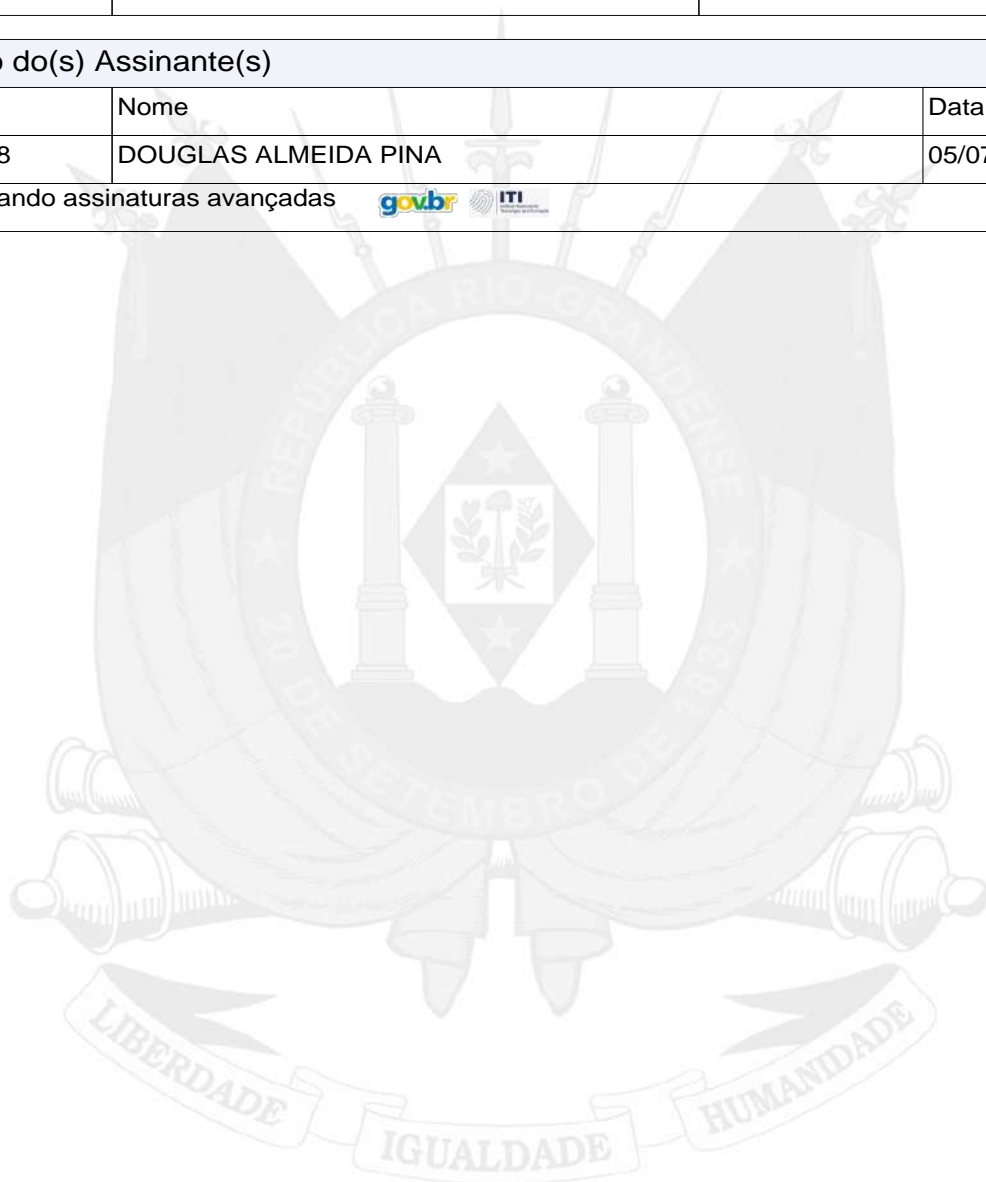 o do(s) Assinante(s)
Nome Data
8 DOUGLAS ALMEIDA PINA 05/07
ando assinaturas avançadas gov.br ITI
REPÚBLICA RIO-GRANDENSE
20 DE SETEMBRO DE 1835
LIBERDADE IGUALDADE HUMANIDADE